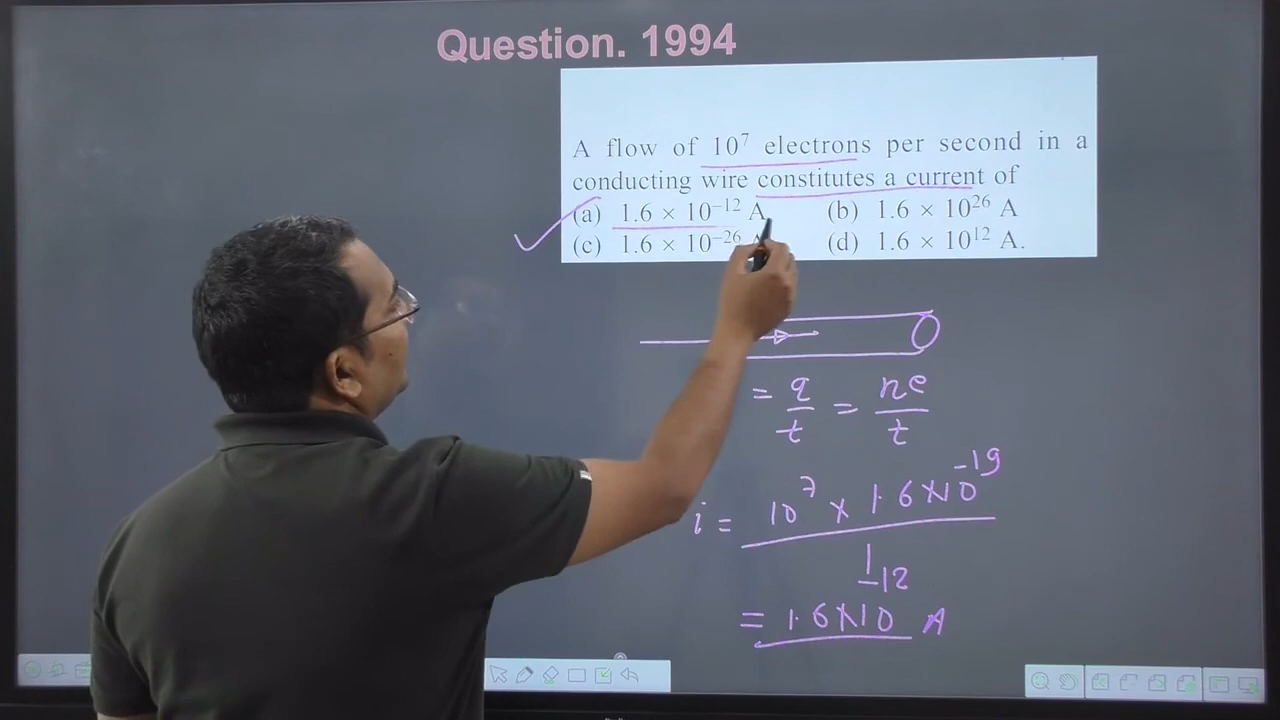 Question. 1994
A flow of 10⁷ electrons per second in a
conducting wire constitutes a current of
(a) 1.6 × 10⁻¹² A (b) 1.6 × 10²⁶ A
(c) 1.6 × 10⁻²⁶ A (d) 1.6 × 10¹² A.
= q/t = ne/t
i = 10⁷ × 1.6×10⁻¹⁹
1
= 1.6×10⁻¹² A